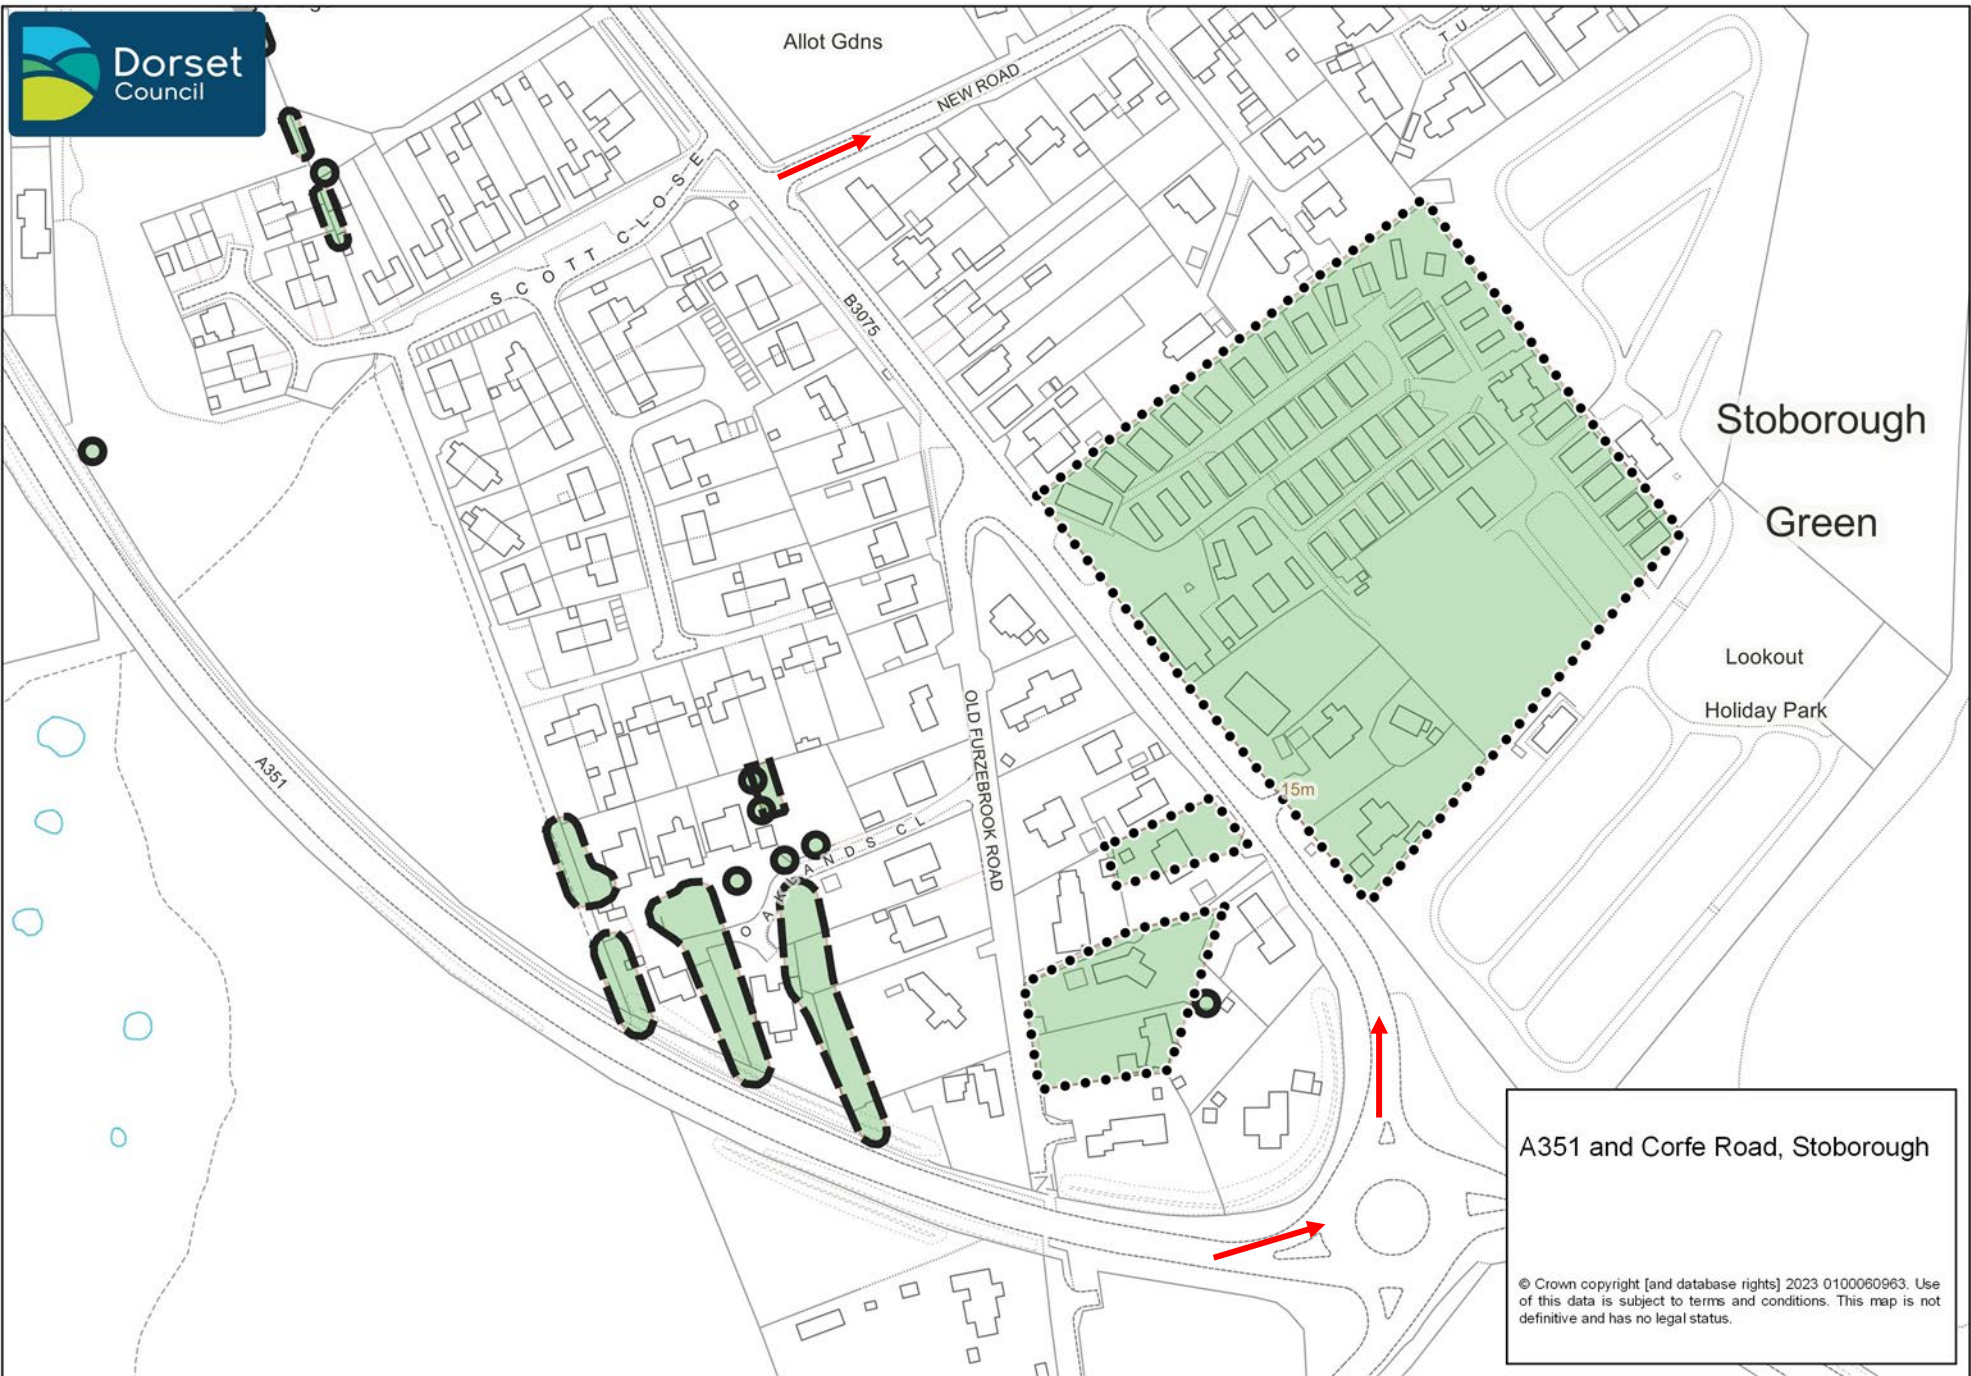 Dorset
Council
Allot Gdns
NEW ROAD
SCOTT CLOSE
B3075
Stoborough
Green
Lookout
Holiday Park
OLD FURZEBROOK ROAD
A351
15m
OAKLANDS CL
A351 and Corfe Road, Stoborough
© Crown copyright [and database rights] 2023 0100060963. Use
of this data is subject to terms and conditions. This map is not
definitive and has no legal status.